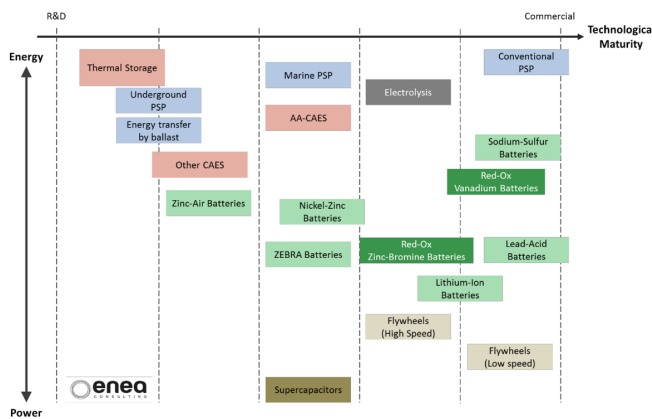 R&D
Commercial
Technologica
Maturity
Energy
Thermal Storage
Marine PSP
Conventional
PSP
Electrolysis
Underground
PSP
Energy transfer
by ballast
AA-CAES
Sodium-Sulfur
Batteries
Other CAES
Red-Ox
Vanadium Batteries
Zinc-Air Batteries
Nickel-Zinc
Batteries
ZEBRA Batteries
Red-Ox
Zinc-Bromine Batteries
Lead-Acid
Batteries
Lithium-Ion
Batteries
Flywheels
(High Speed)
Flywheels
(Low speed)
enea
CONSULTING
Supercapacitors
Power